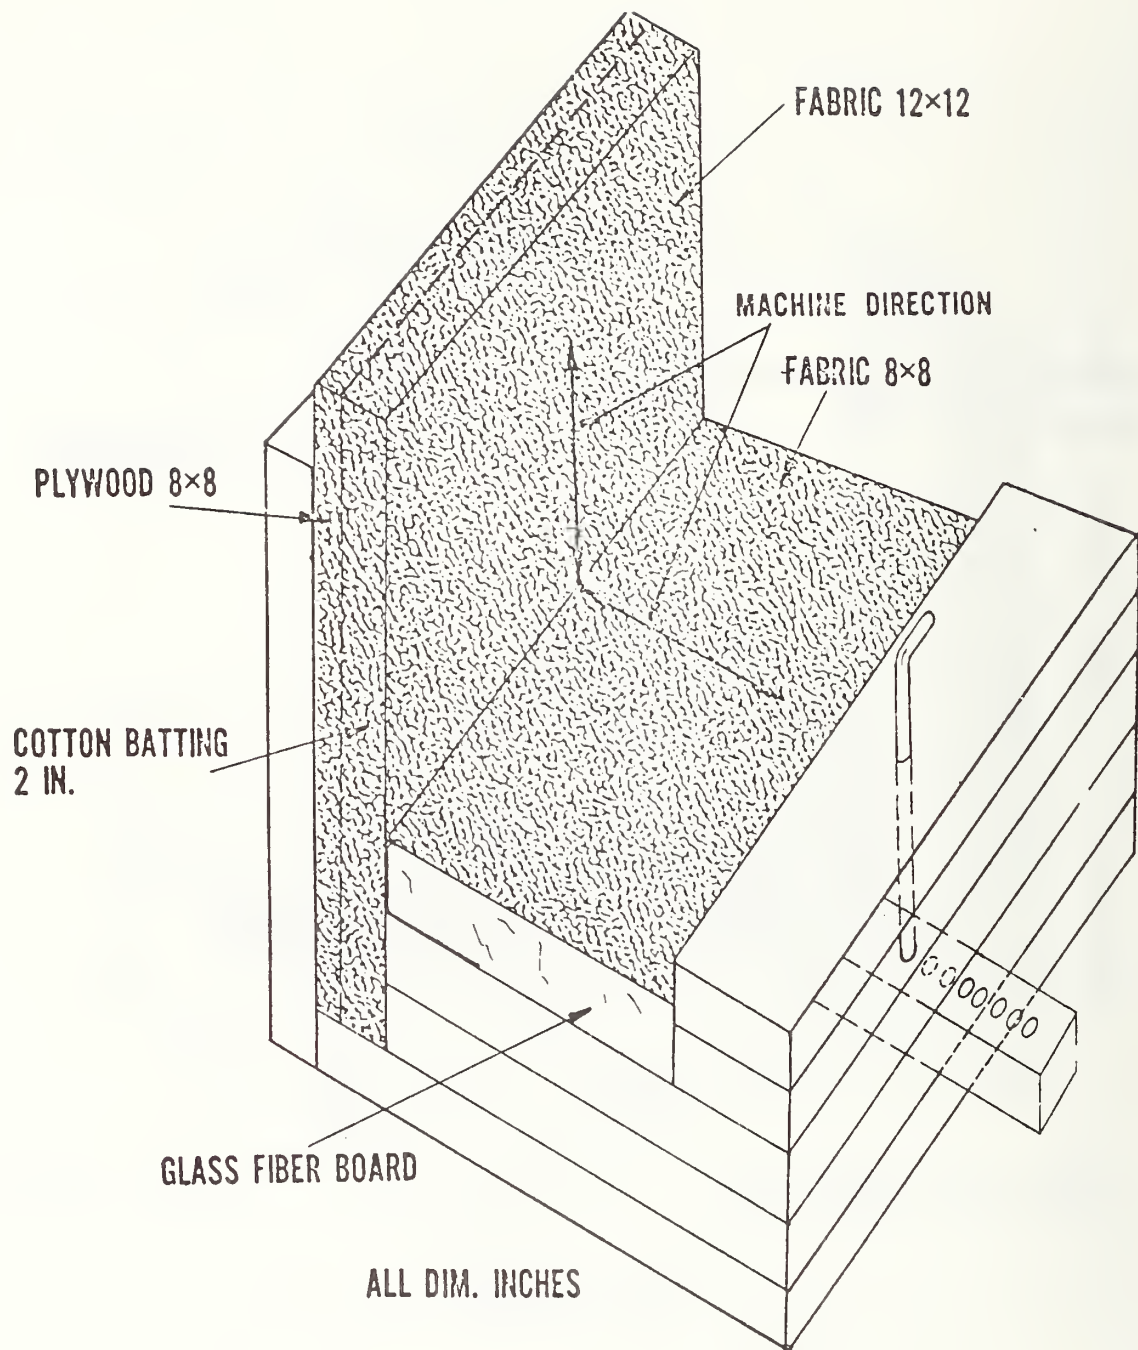 FABRIC 12×12
MACHINE DIRECTION
FABRIC 8×8
PLYWOOD 8×8
COTTON BATTING
2 IN.
GLASS FIBER BOARD
ALL DIM. INCHES